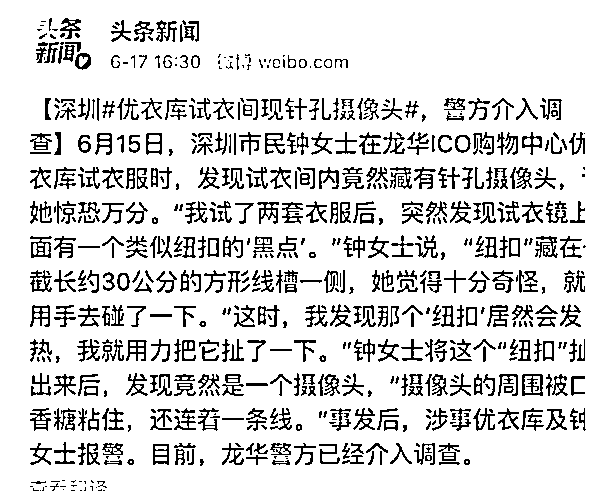 头条
新闻
头条新闻
6-17 16:30 微博 weibo.com
【深圳#优衣库试衣间现针孔摄像头#，警方介入调
查】6月15日，深圳市民钟女士在龙华ICO购物中心优
衣库试衣服时，发现试衣间内竟然藏有针孔摄像头，
她惊恐万分。“我试了两套衣服后，突然发现试衣镜上
面有一个类似纽扣的‘黑点’。”钟女士说，“纽扣”藏在
截长约30公分的方形线槽一侧，她觉得十分奇怪，就
用手去碰了一下。“这时，我发现那个‘纽扣’居然会发
热，我就用力把它扯了一下。”钟女士将这个“纽扣”扯
出来后，发现竟然是一个摄像头，“摄像头的周围被口
香糖粘住，还连着一条线。”事发后，涉事优衣库及钟
女士报警。目前，龙华警方已经介入调查。